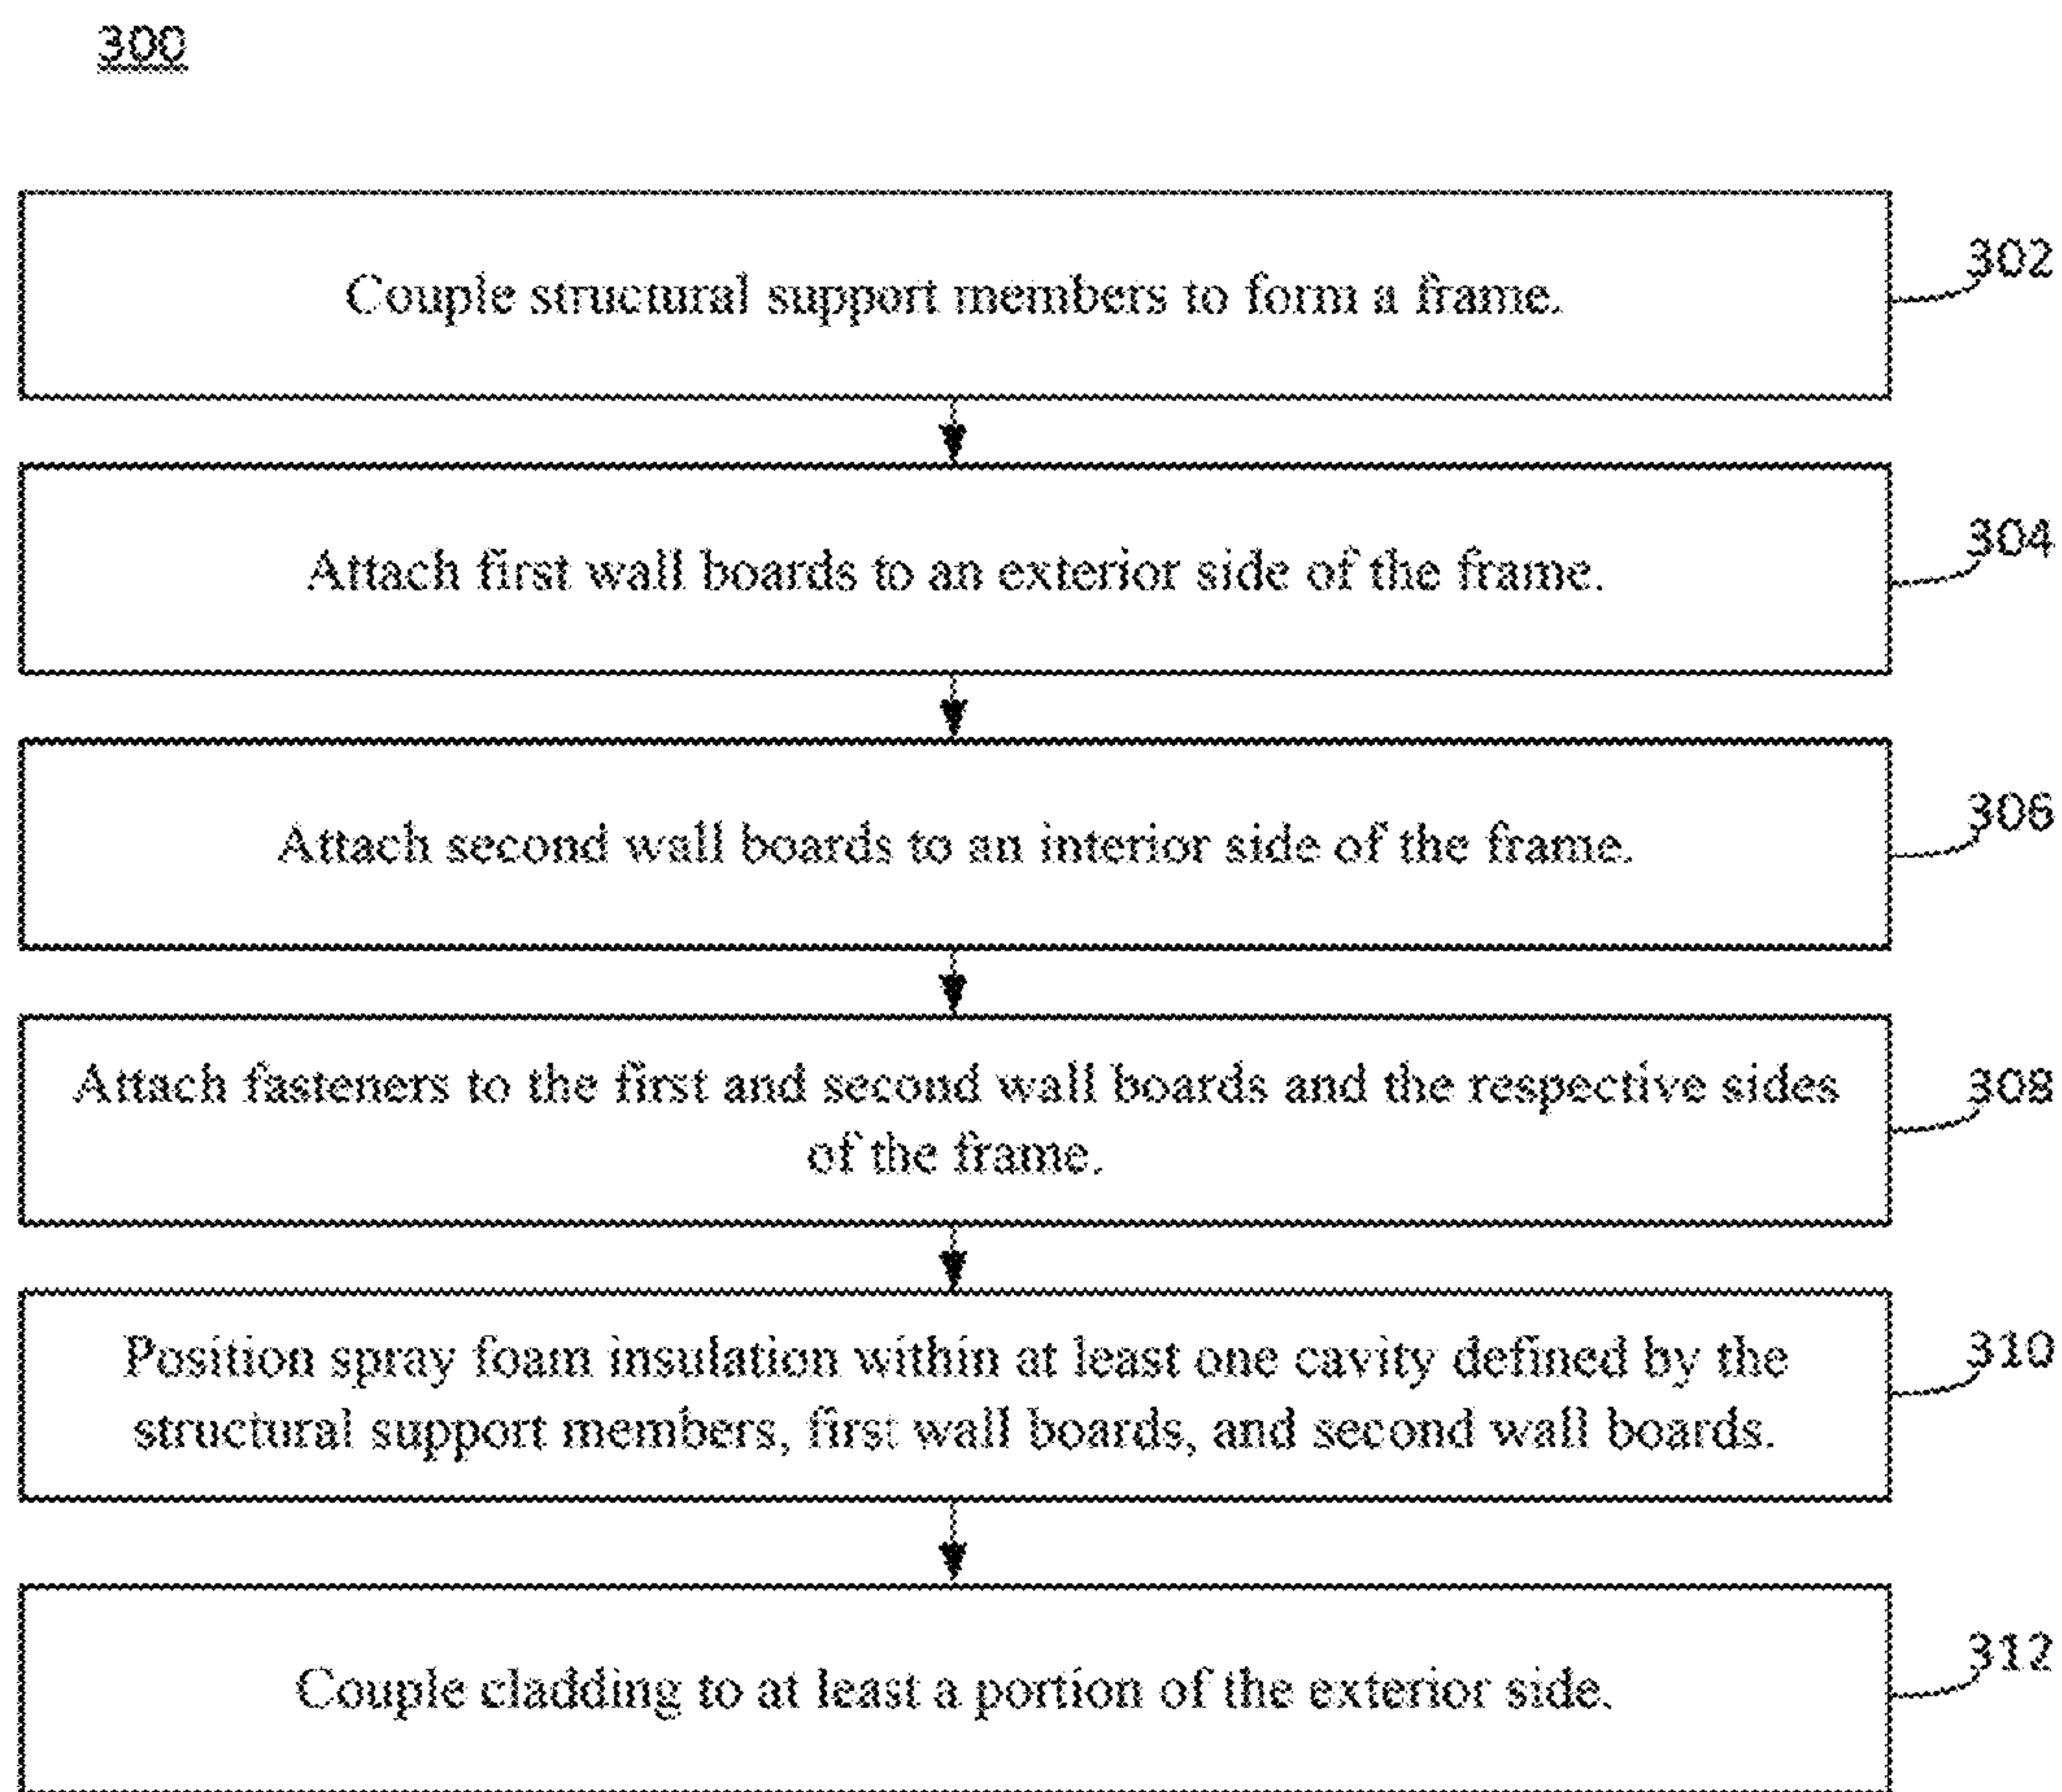 300
Couple structural support members to form a frame.
302
Attach first wall boards to an exterior side of the frame.
304
Attach second wall boards to an interior side of the frame.
306
Attach fasteners to the first and second wall boards and the respective sides
of the frame.
308
Position spray foam insulation within at least one cavity defined by the
structural support members, first wall boards, and second wall boards.
310
Couple cladding to at least a portion of the exterior side.
312